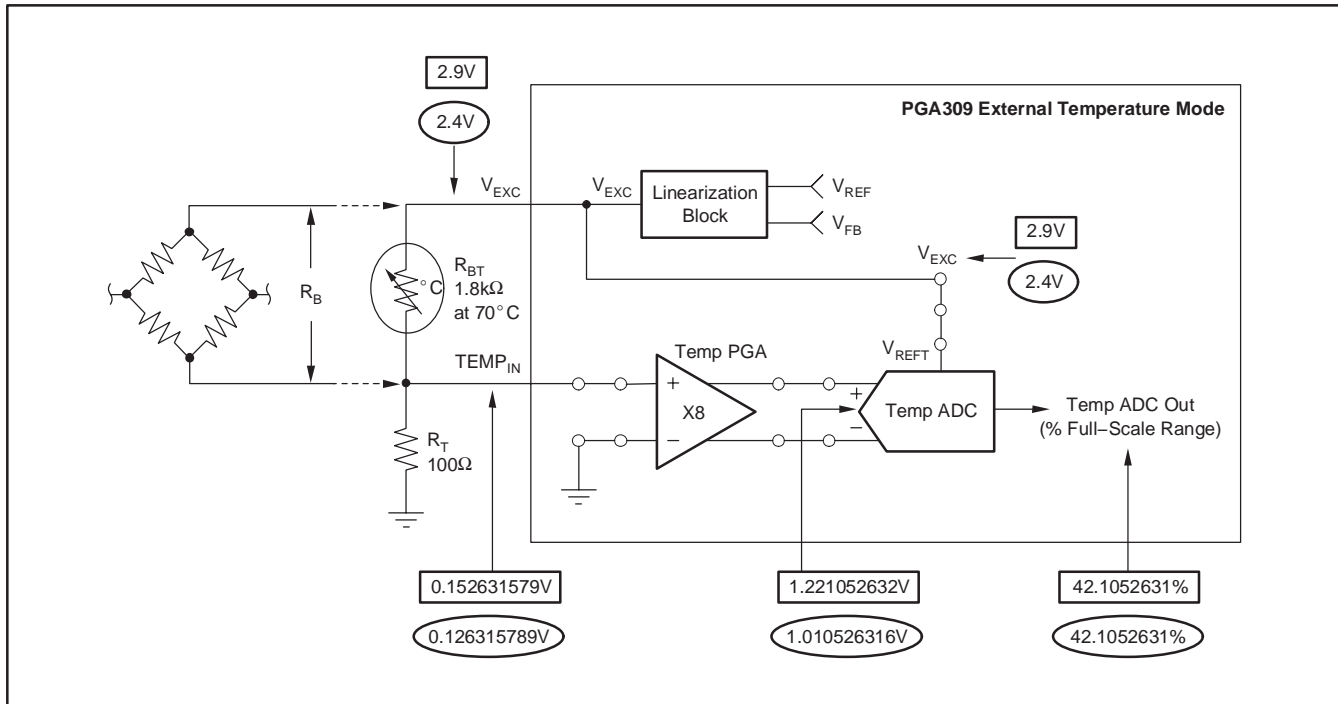 2.9V
2.4V
PGA309 External Temperature Mode
V_EXC
V_EXC
Linearization
Block
V_REF
V_FB
2.9V
V_EXC
2.4V
R_B
°C
R_BT
1.8kΩ
at 70°C
V_REFT
TEMP_IN
Temp PGA
+
X8
−
+
−
Temp ADC
Temp ADC Out
(% Full−Scale Range)
R_T
100Ω
0.152631579V
1.221052632V
42.1052631%
0.126315789V
1.010526316V
42.1052631%